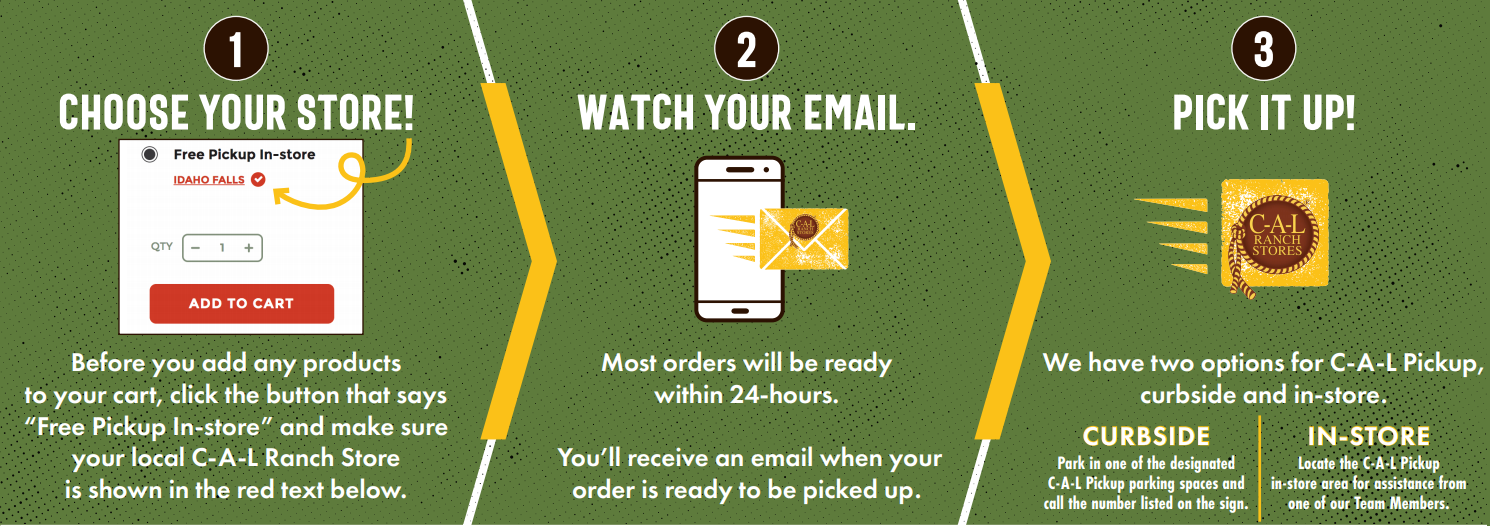 1
CHOOSE YOUR STORE!
Free Pickup In-store
IDAHO FALLS
QTY − 1 +
ADD TO CART
Before you add any products
to your cart, click the button that says
“Free Pickup In-store” and make sure
your local C-A-L Ranch Store
is shown in the red text below.
2
WATCH YOUR EMAIL.
C-A-L
RANCH
STORES
Most orders will be ready
within 24-hours.
You’ll receive an email when your
order is ready to be picked up.
3
PICK IT UP!
C-A-L
RANCH
STORES
®
We have two options for C-A-L Pickup,
curbside and in-store.
CURBSIDE
Park in one of the designated
C-A-L Pickup parking spaces and
call the number listed on the sign.
IN-STORE
Locate the C-A-L Pickup
in-store area for assistance from
one of our Team Members.